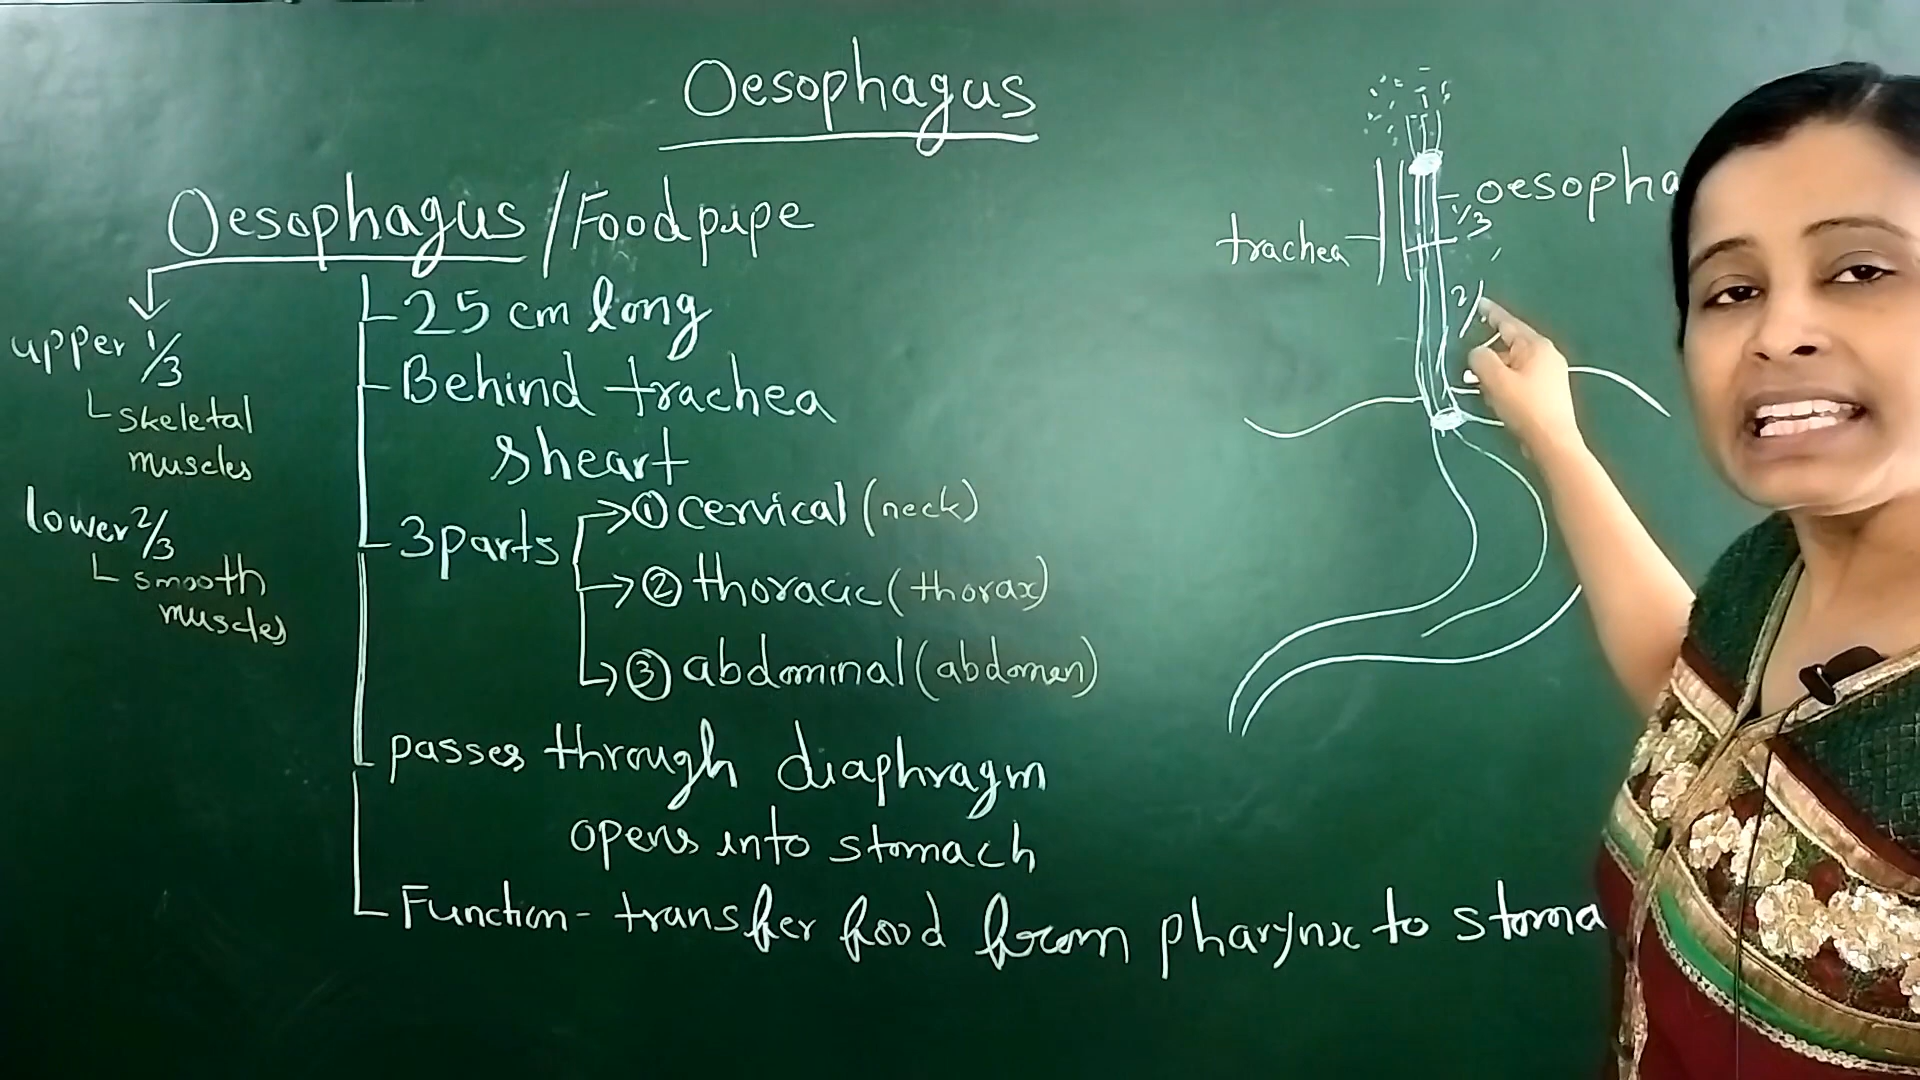 Oesophagus
Oesophagus/Foodpipe
25 cm long
Behind trachea
sheart
3 parts
① cervical (neck)
② thoracic (thorax)
③ abdominal (abdomen)
passes through diaphragm
opens into stomach
Function - transfer food from pharynx to stoma
upper 1/3
skeletal
muscles
lower 2/3
smooth
muscles
oesopha
1/3
trachea
2/